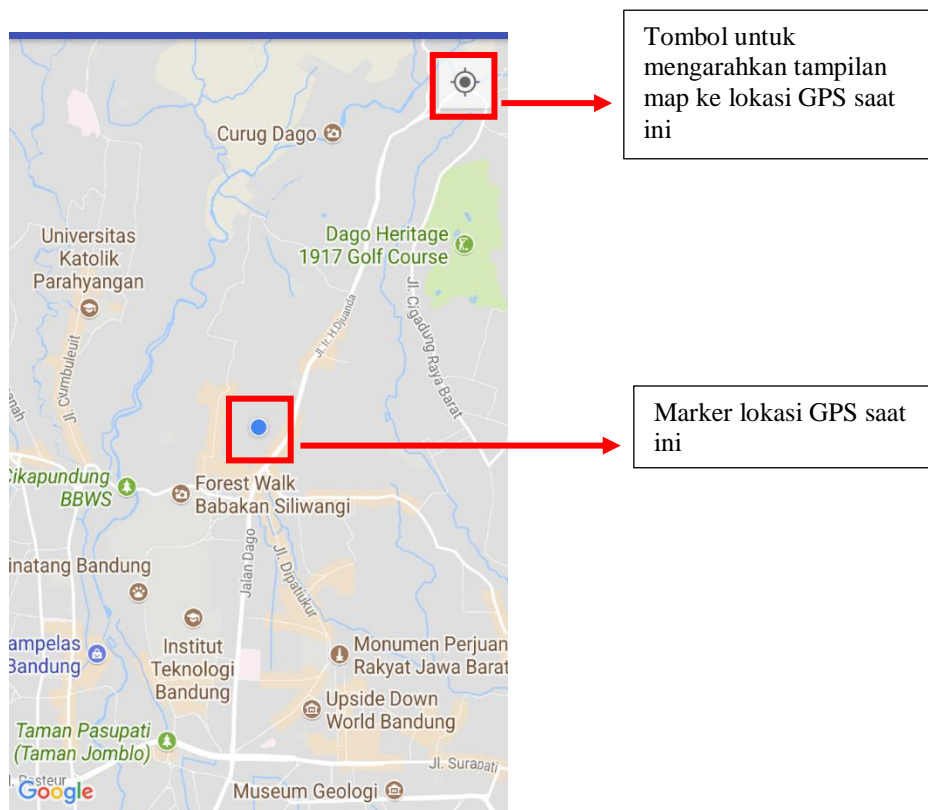 Tombol untuk
mengarahkan tampilan
map ke lokasi GPS saat
ini
Curug Dago
Universitas
Katolik
Parahyangan
Dago Heritage
1917 Golf Course
Jl. Ir. H.Djuanda
Jl. Cigadung Raya Barat
Jl. Ciumbuleuit
anah
Marker lokasi GPS saat
ini
Cikapundung
BBWS
Forest Walk
Babakan Siliwangi
Jalan Dago
Jl. Dipatiukur
inatang Bandung
ampelas
Bandung
Institut
Teknologi
Bandung
Monumen Perjuan
Rakyat Jawa Barat
Upside Down
World Bandung
Taman Pasupati
(Taman Jomblo)
Jl. Surapati
l. Pasteur
Google
Museum Geologi